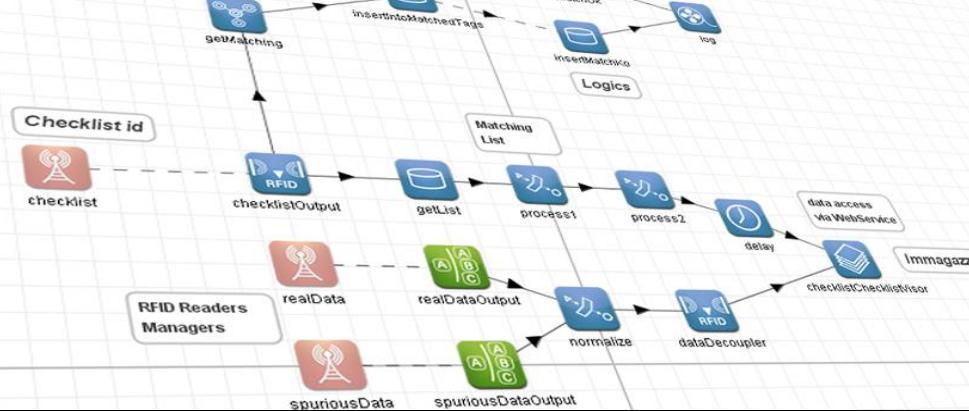 getMatching
insertIntoMatchedTags
insertMatchKo
log
Logics
Checklist id
Matching
List
checklist
RFID
checklistOutput
getList
process1
process2
delay
data access
via WebService
checklistChecklistVisor
realData
A
A
B
C
realDataOutput
RFID Readers
Managers
normalize
RFID
dataDecoupler
spuriousData
A
A
B
C
spuriousDataOutput